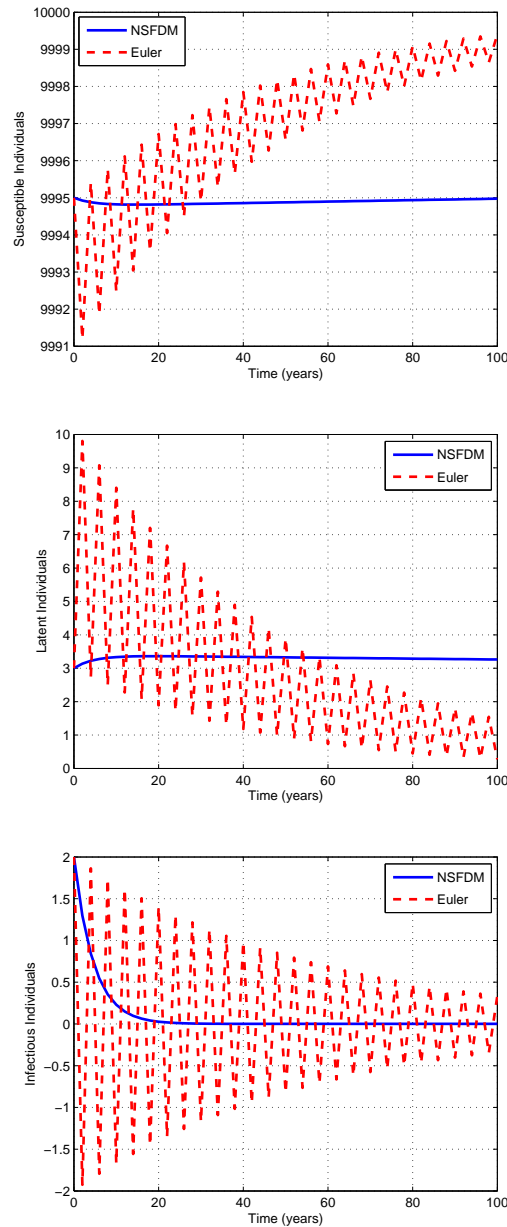 10000
9999
9998
9997
9996
9995
9994
9993
9992
9991
Susceptible Individuals
NSFDM
Euler
0 20 40 60 80 100
Time (years)
10
9
8
7
6
5
4
3
2
1
0
Latent Individuals
NSFDM
Euler
0 20 40 60 80 100
Time (years)
2
1.5
1
0.5
0
−0.5
−1
−1.5
−2
Infectious Individuals
NSFDM
Euler
0 20 40 60 80 100
Time (years)